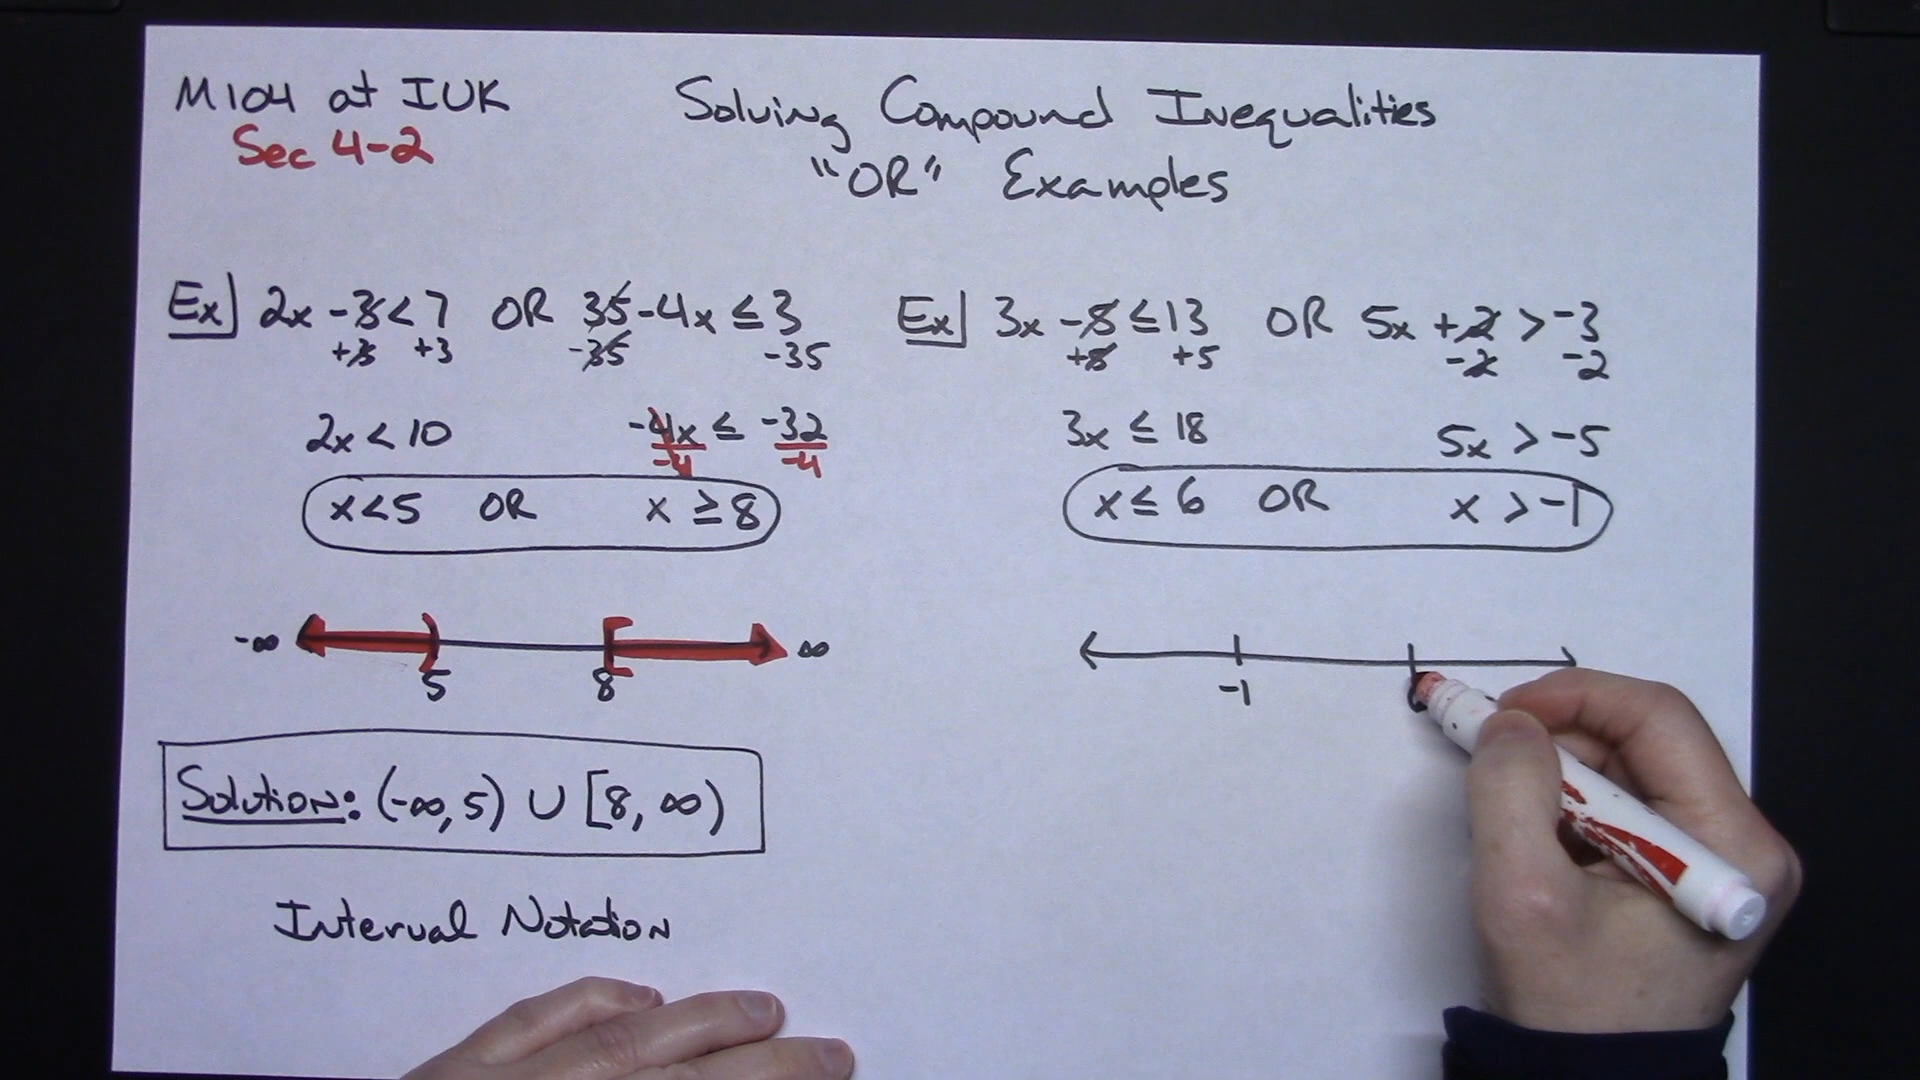 M104 at IUK
Sec 4-2
Solving Compound Inequalities
"OR" Examples
Ex 2x - 3 < 7 OR 35 - 4x ≤ 3
+3 +3 -35 -35
2x < 10 -4x ≤ -32
-4 -4
x < 5 OR x ≥ 8
-∞ ∞
5 8
Solution: (-∞, 5) ∪ [8, ∞)
Interval Notation
Ex 3x - 5 ≤ 13 OR 5x + 2 > -3
+5 +5 -2 -2
3x ≤ 18 5x > -5
x ≤ 6 OR x > -1
-1